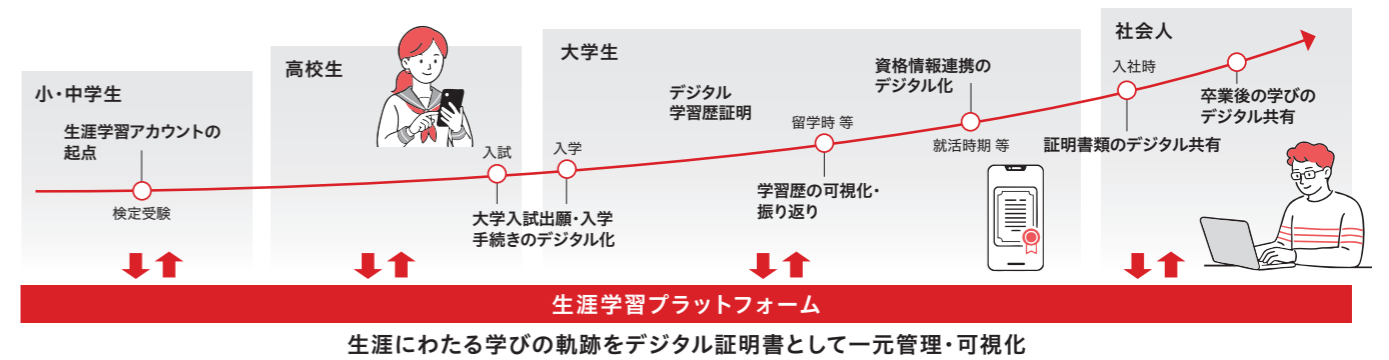 小・中学生
生涯学習アカウントの
起点
検定受験
高校生
入試
大学入試出願・入学
手続きのデジタル化
大学生
入学
デジタル
学習歴証明
留学時 等
学習歴の可視化・
振り返り
資格情報連携の
デジタル化
就活時期 等
社会人
入社時
証明書類のデジタル共有
卒業後の学びの
デジタル共有
生涯学習プラットフォーム
生涯にわたる学びの軌跡をデジタル証明書として一元管理・可視化